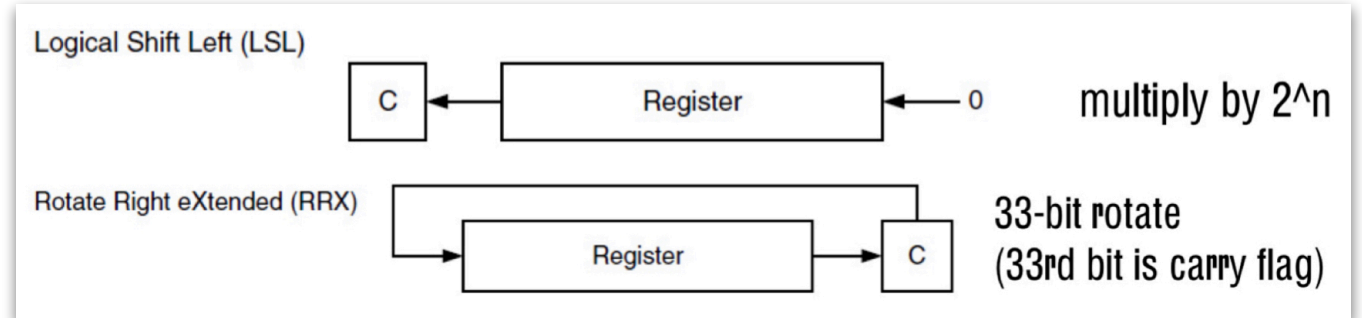 Logical Shift Left (LSL)
C Register 0 multiply by 2^n
Rotate Right eXtended (RRX)
33-bit rotate
Register C
(33rd bit is carry flag)